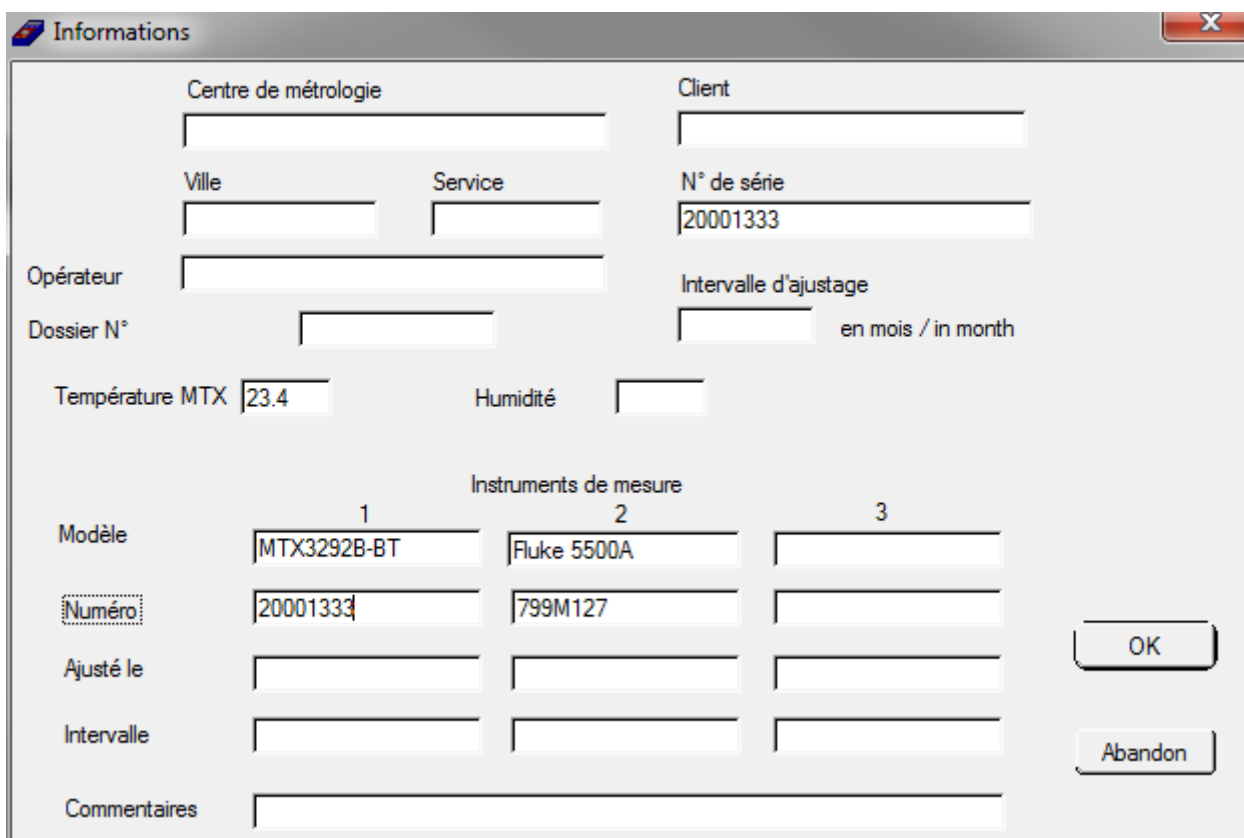 Informations
Centre de métrologie Client
Ville Service N° de série
20001333
Opérateur
Intervalle d'ajustage
Dossier N° en mois / in month
Température MTX 23.4 Humidité
Instruments de mesure
1 2 3
Modèle MTX3292B-BT Fluke 5500A
Numéro 20001333 799M127
Ajusté le
OK
Intervalle
Abandon
Commentaires